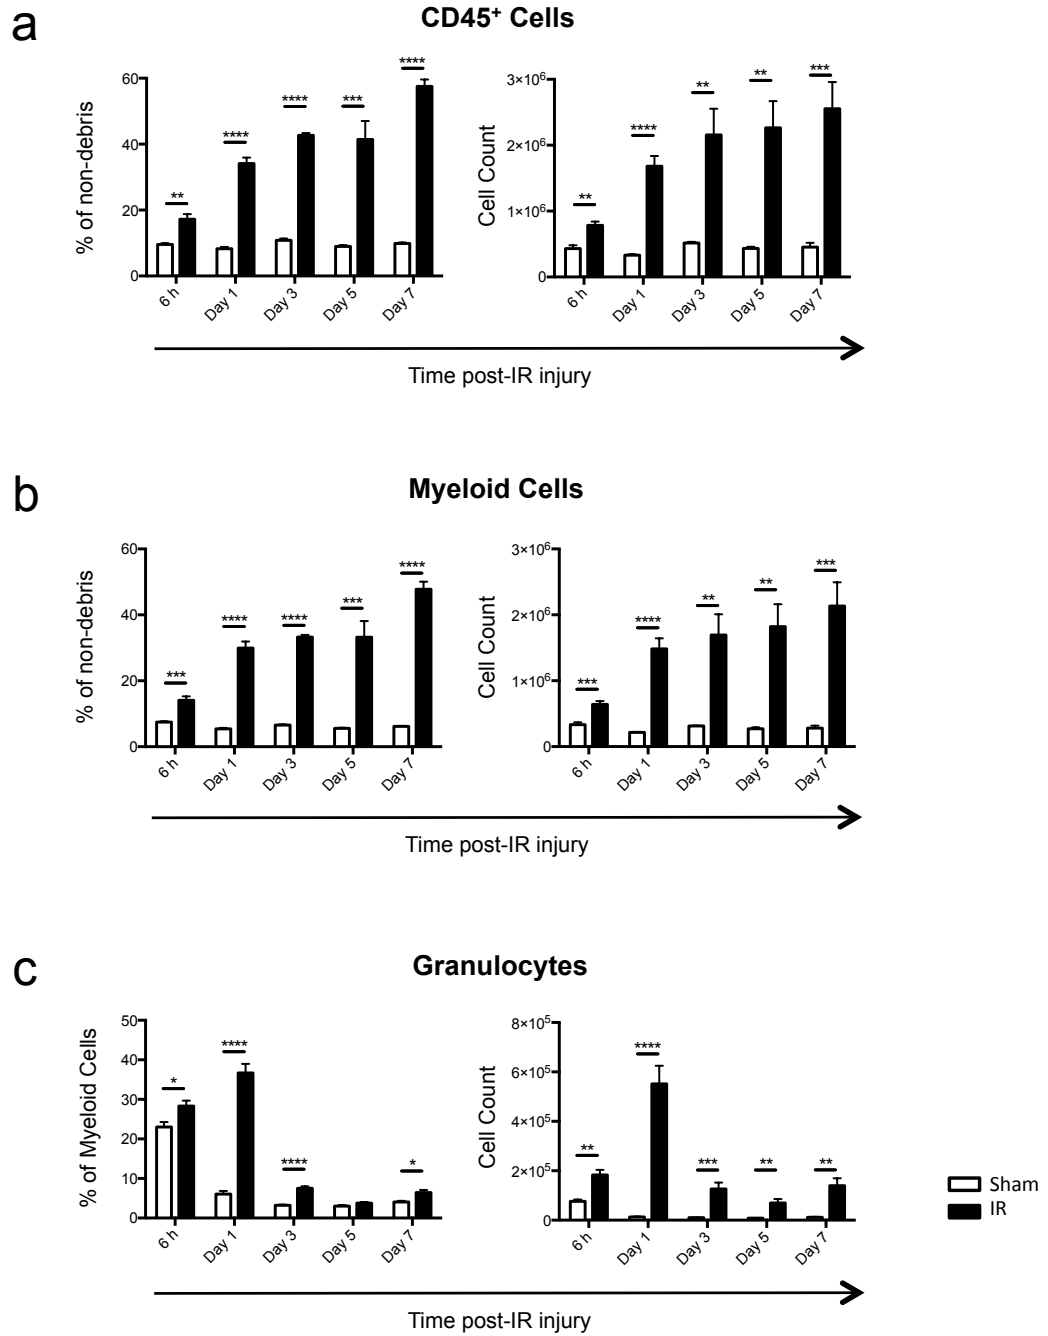 a
CD45⁺ Cells
% of non-debris
60
40
20
0
**
****
****
***
****
6 h
Day 1
Day 3
Day 5
Day 7
Cell Count
3×10⁶
2×10⁶
1×10⁶
0
**
****
**
**
***
6 h
Day 1
Day 3
Day 5
Day 7
Time post-IR injury
b
Myeloid Cells
% of non-debris
60
40
20
0
***
****
****
***
****
6 h
Day 1
Day 3
Day 5
Day 7
Cell Count
3×10⁶
2×10⁶
1×10⁶
0
***
****
**
**
***
6 h
Day 1
Day 3
Day 5
Day 7
Time post-IR injury
c
Granulocytes
% of Myeloid Cells
50
40
30
20
10
0
*
****
****
*
6 h
Day 1
Day 3
Day 5
Day 7
Cell Count
8×10⁵
6×10⁵
4×10⁵
2×10⁵
0
**
****
***
**
**
6 h
Day 1
Day 3
Day 5
Day 7
Sham
IR
Time post-IR injury